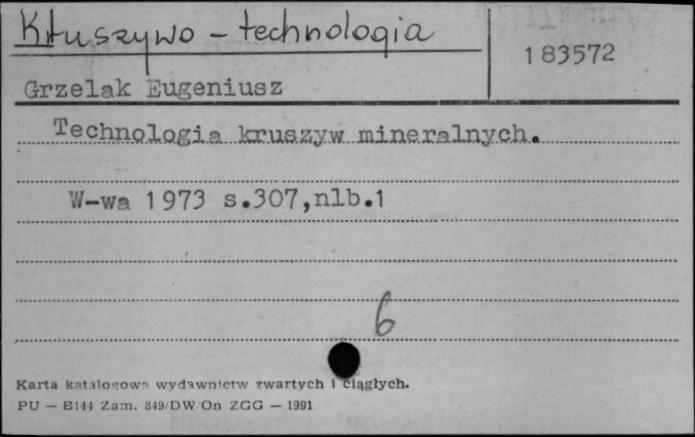 Kruszywo - technologia
183572
Grzelak Eugeniusz
Technologia kruszyw mineralnych.
W-wa 1973 s.307,nlb.1
6
Karta katalogowa wydawnictw zwartych i ciągłych.
PU — B144 Zam. 849/DW/On ZGG — 1991